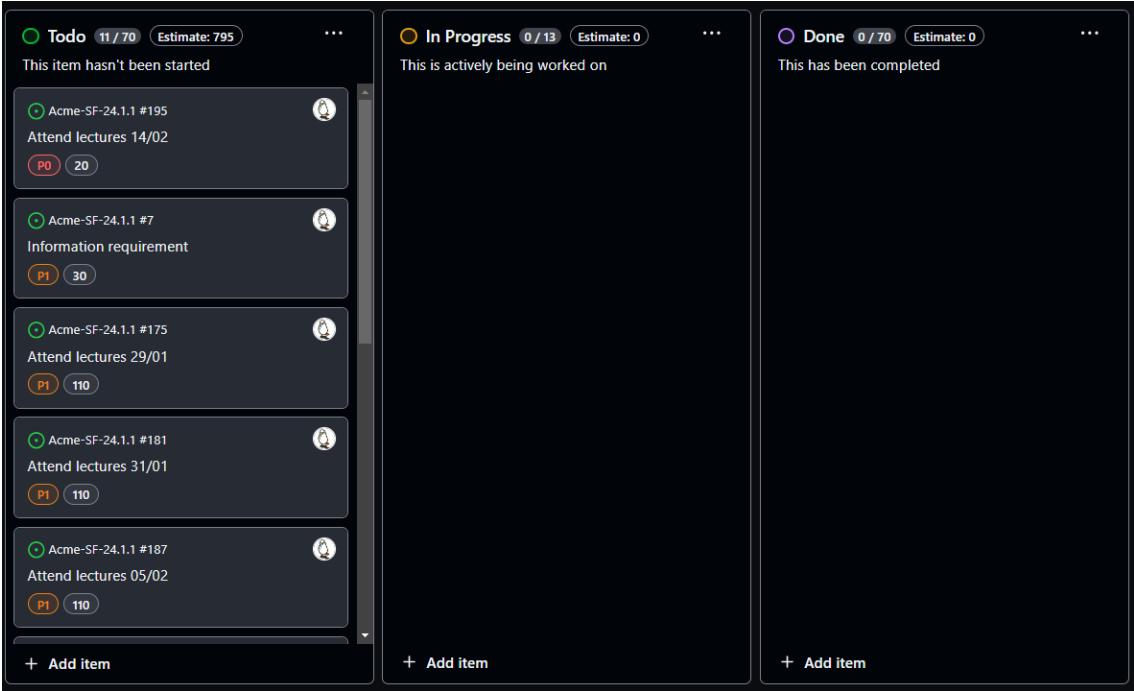 Todo 11 / 70 Estimate: 795
This item hasn't been started
Acme-SF-24.1.1 #195
Attend lectures 14/02
P0 20
Acme-SF-24.1.1 #7
Information requirement
P1 30
Acme-SF-24.1.1 #175
Attend lectures 29/01
P1 110
Acme-SF-24.1.1 #181
Attend lectures 31/01
P1 110
Acme-SF-24.1.1 #187
Attend lectures 05/02
P1 110
+ Add item
In Progress 0 / 13 Estimate: 0
This is actively being worked on
+ Add item
Done 0 / 70 Estimate: 0
This has been completed
+ Add item